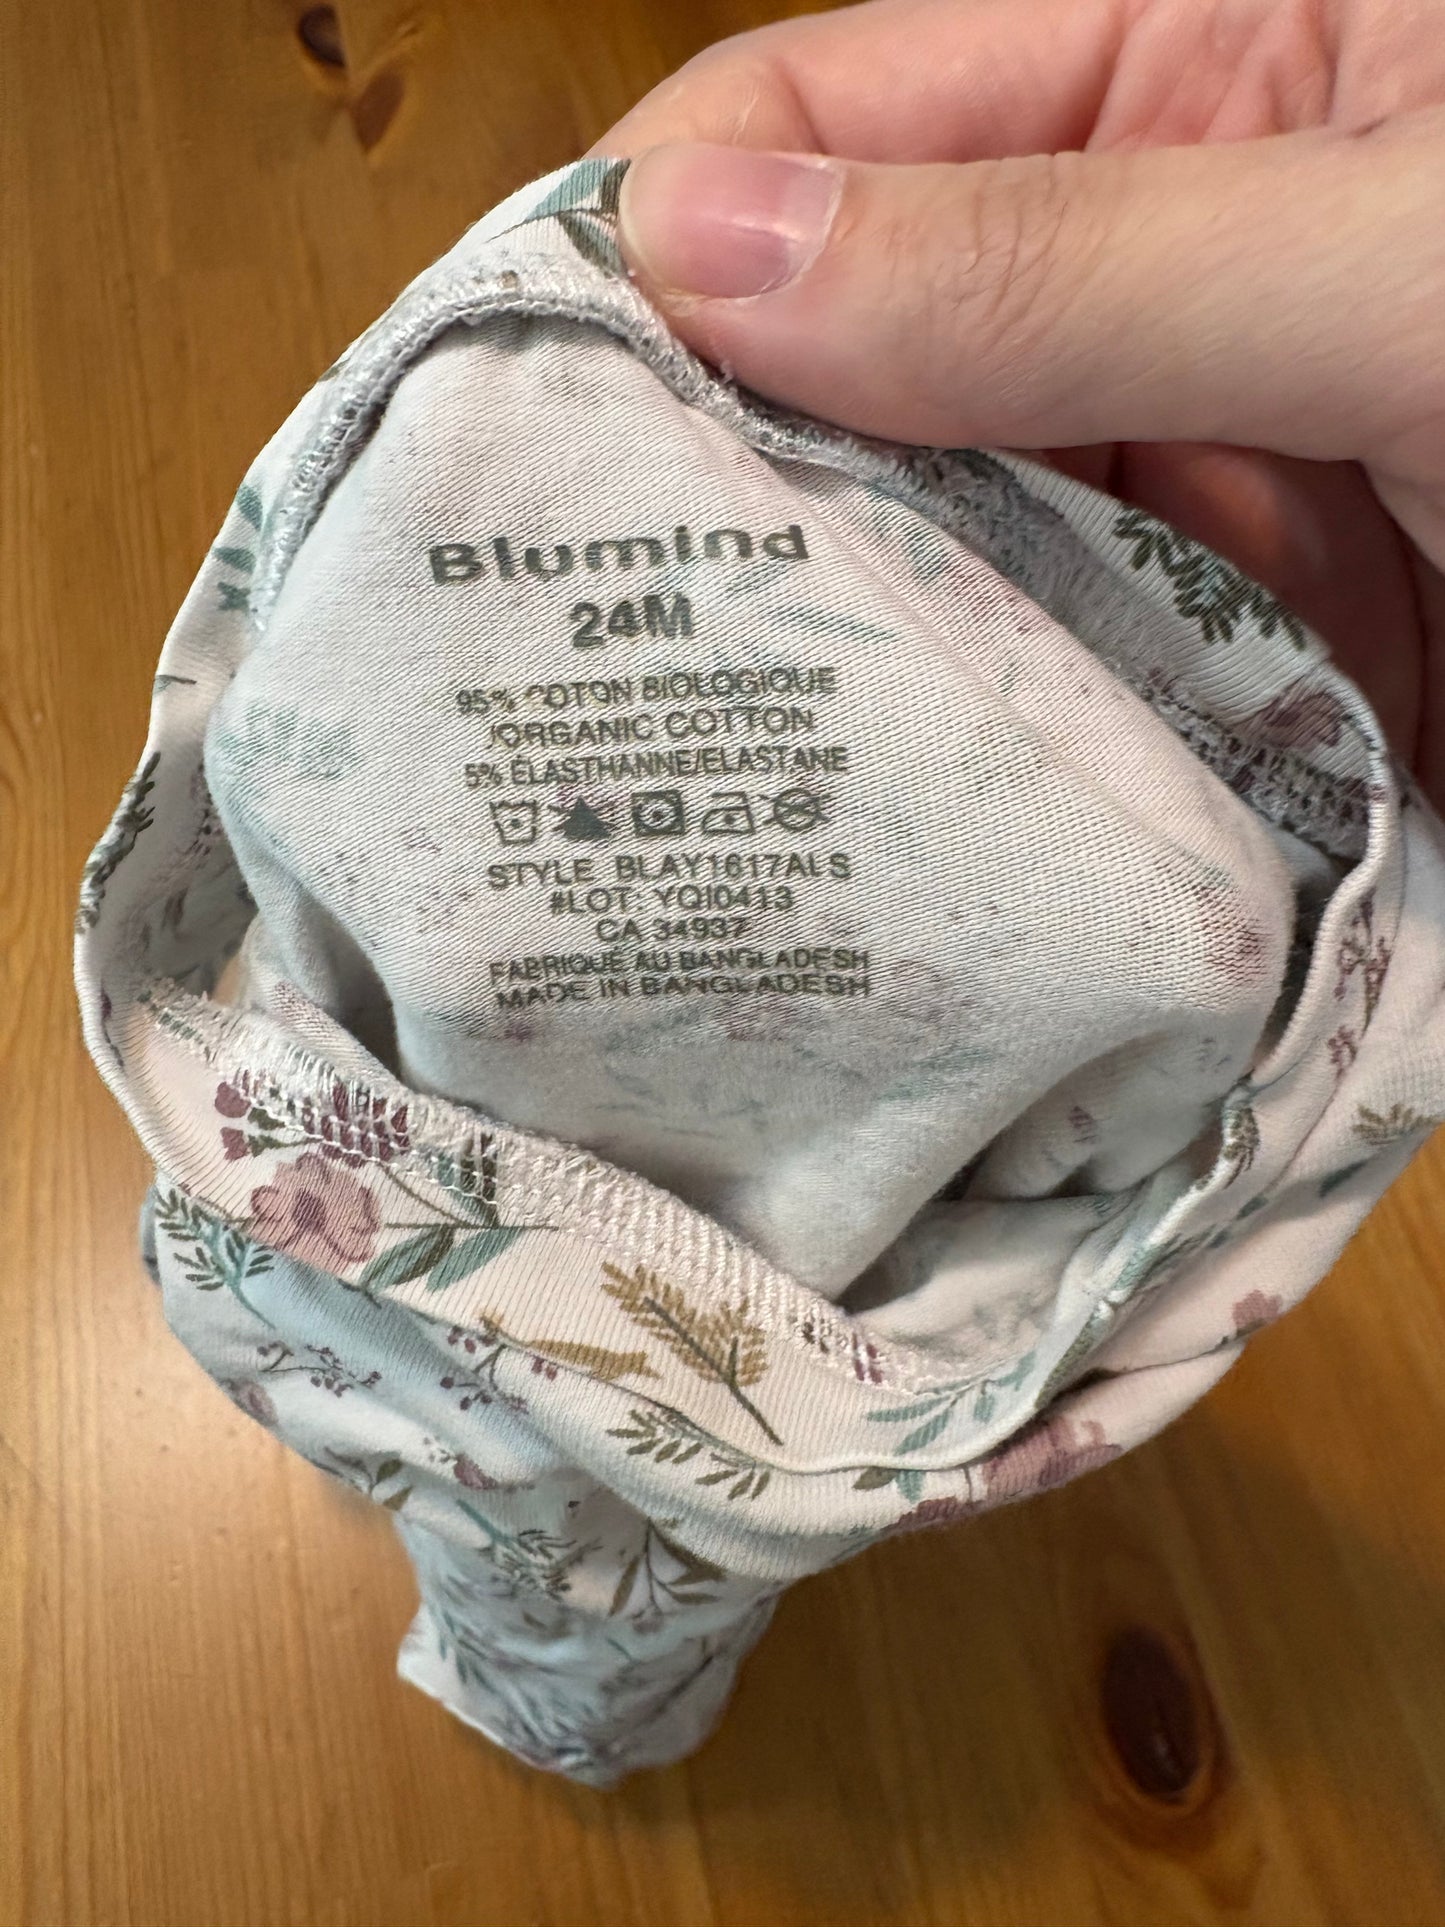 Blumind
24M
95% COTON BIOLOGIQUE
/ORGANIC COTTON
5% ÉLASTHANNE/ELASTANE
STYLE BLAY1617ALS
#LOT: YQI0413
CA 34937
FABRIQUÉ AU BANGLADESH
MADE IN BANGLADESH